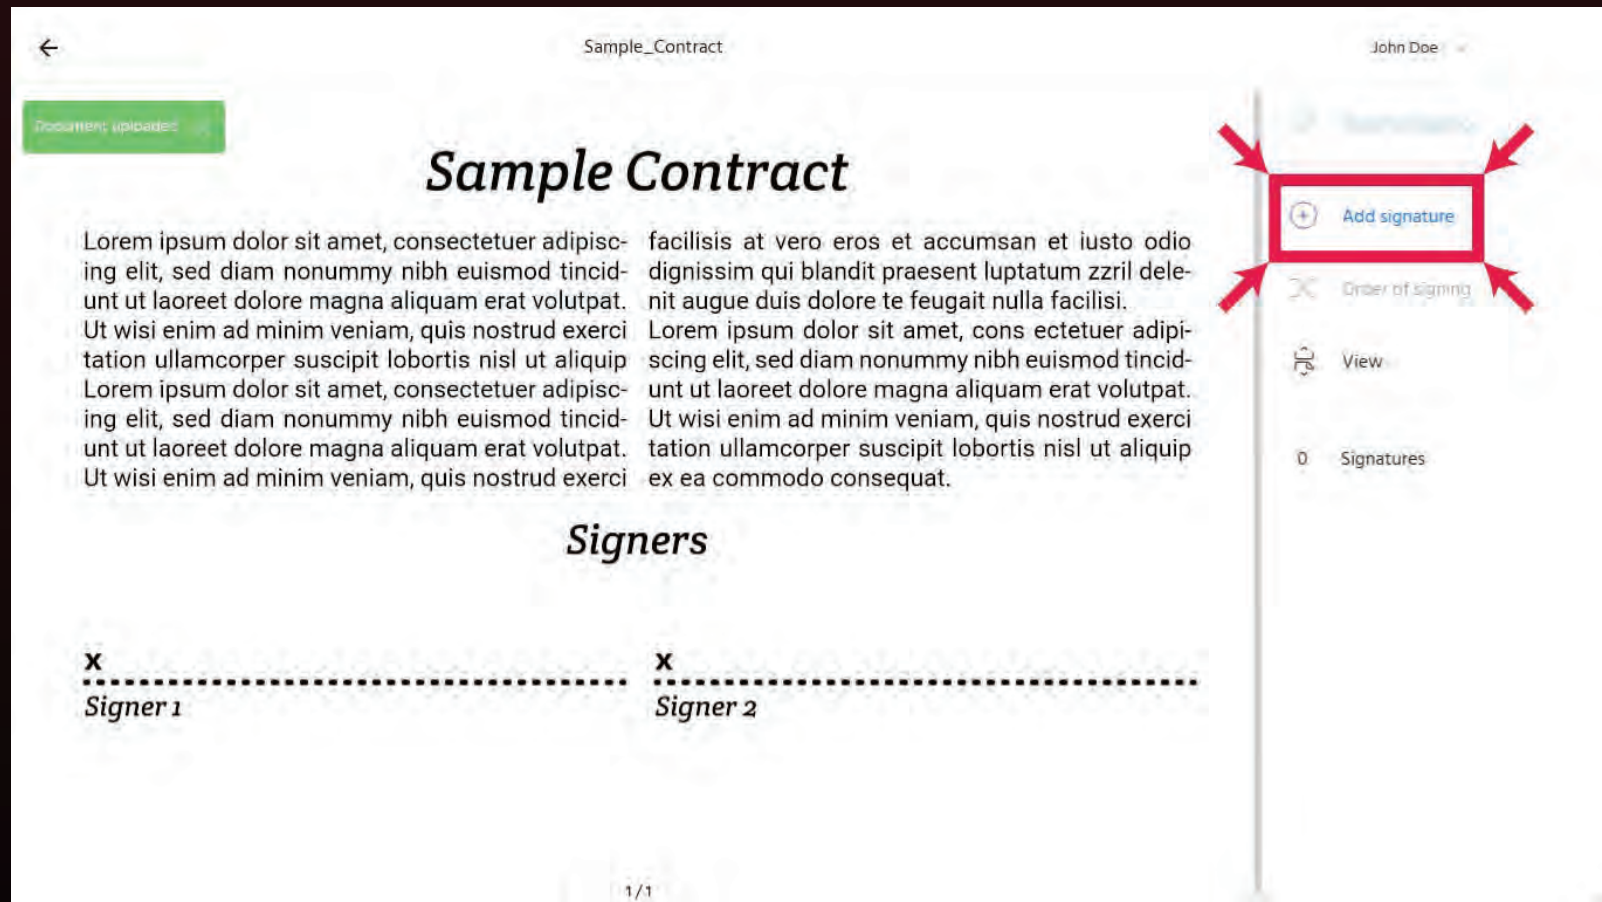 Sample_Contract
John Doe
Document uploaded
Sample Contract
Lorem ipsum dolor sit amet, consectetuer adipisc-
ing elit, sed diam nonummy nibh euismod tincid-
unt ut laoreet dolore magna aliquam erat volutpat.
Ut wisi enim ad minim veniam, quis nostrud exerci
tation ullamcorper suscipit lobortis nisl ut aliquip
Lorem ipsum dolor sit amet, consectetuer adipisc-
ing elit, sed diam nonummy nibh euismod tincid-
unt ut laoreet dolore magna aliquam erat volutpat.
Ut wisi enim ad minim veniam, quis nostrud exerci
facilisis at vero eros et accumsan et iusto odio
dignissim qui blandit praesent luptatum zzril dele-
nit augue duis dolore te feugait nulla facilisi.
Lorem ipsum dolor sit amet, cons ectetuer adipi-
scing elit, sed diam nonummy nibh euismod tincid-
unt ut laoreet dolore magna aliquam erat volutpat.
Ut wisi enim ad minim veniam, quis nostrud exerci
tation ullamcorper suscipit lobortis nisl ut aliquip
ex ea commodo consequat.
Signers
x
Signer 1
x
Signer 2
1/1
Add signature
Order of signing
View
0 Signatures